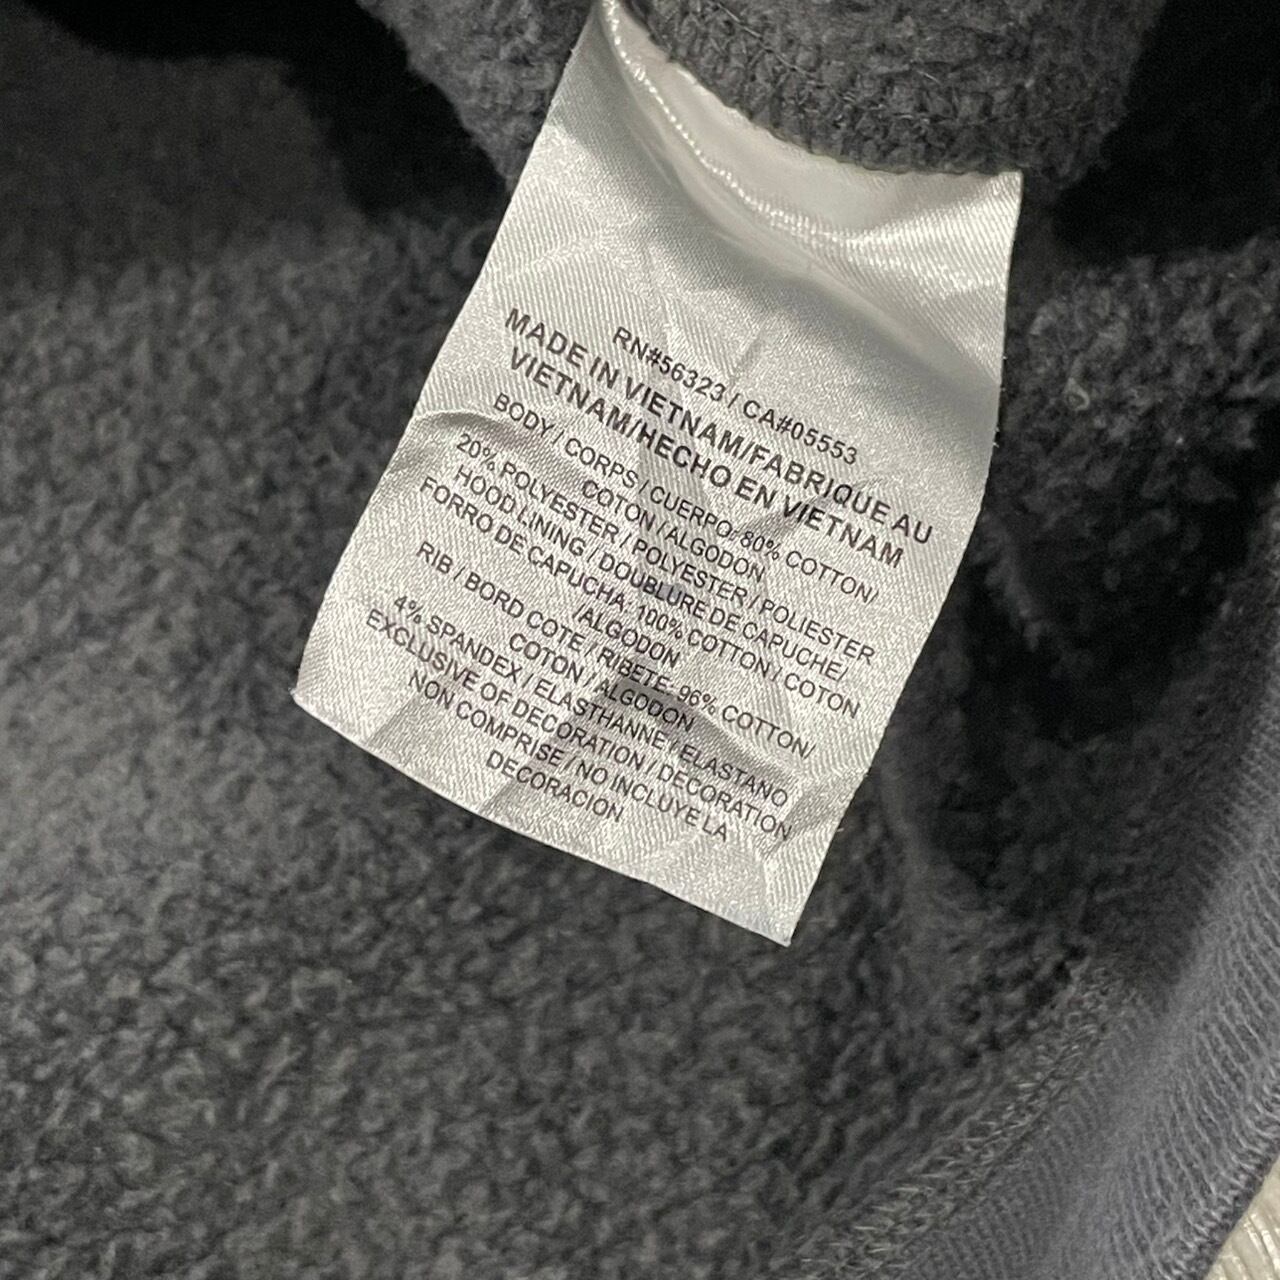 RN#56323 / CA#05553
MADE IN VIETNAM/FABRIQUE AU
VIETNAM/HECHO EN VIETNAM
BODY / CORPS / CUERPO: 80% COTTON/
COTON / ALGODON
20% POLYESTER / POLYESTER / POLIESTER
HOOD LINING / DOUBLURE DE CAPUCHE/
FORRO DE CAPUCHA: 100% COTTON / COTON
/ALGODON
RIB / BORD COTE / RIBETE: 96% COTTON/
COTON / ALGODON
4% SPANDEX / ELASTHANNE / ELASTANO
EXCLUSIVE OF DECORATION / DECORATION
NON COMPRISE / NO INCLUYE LA
DECORACION